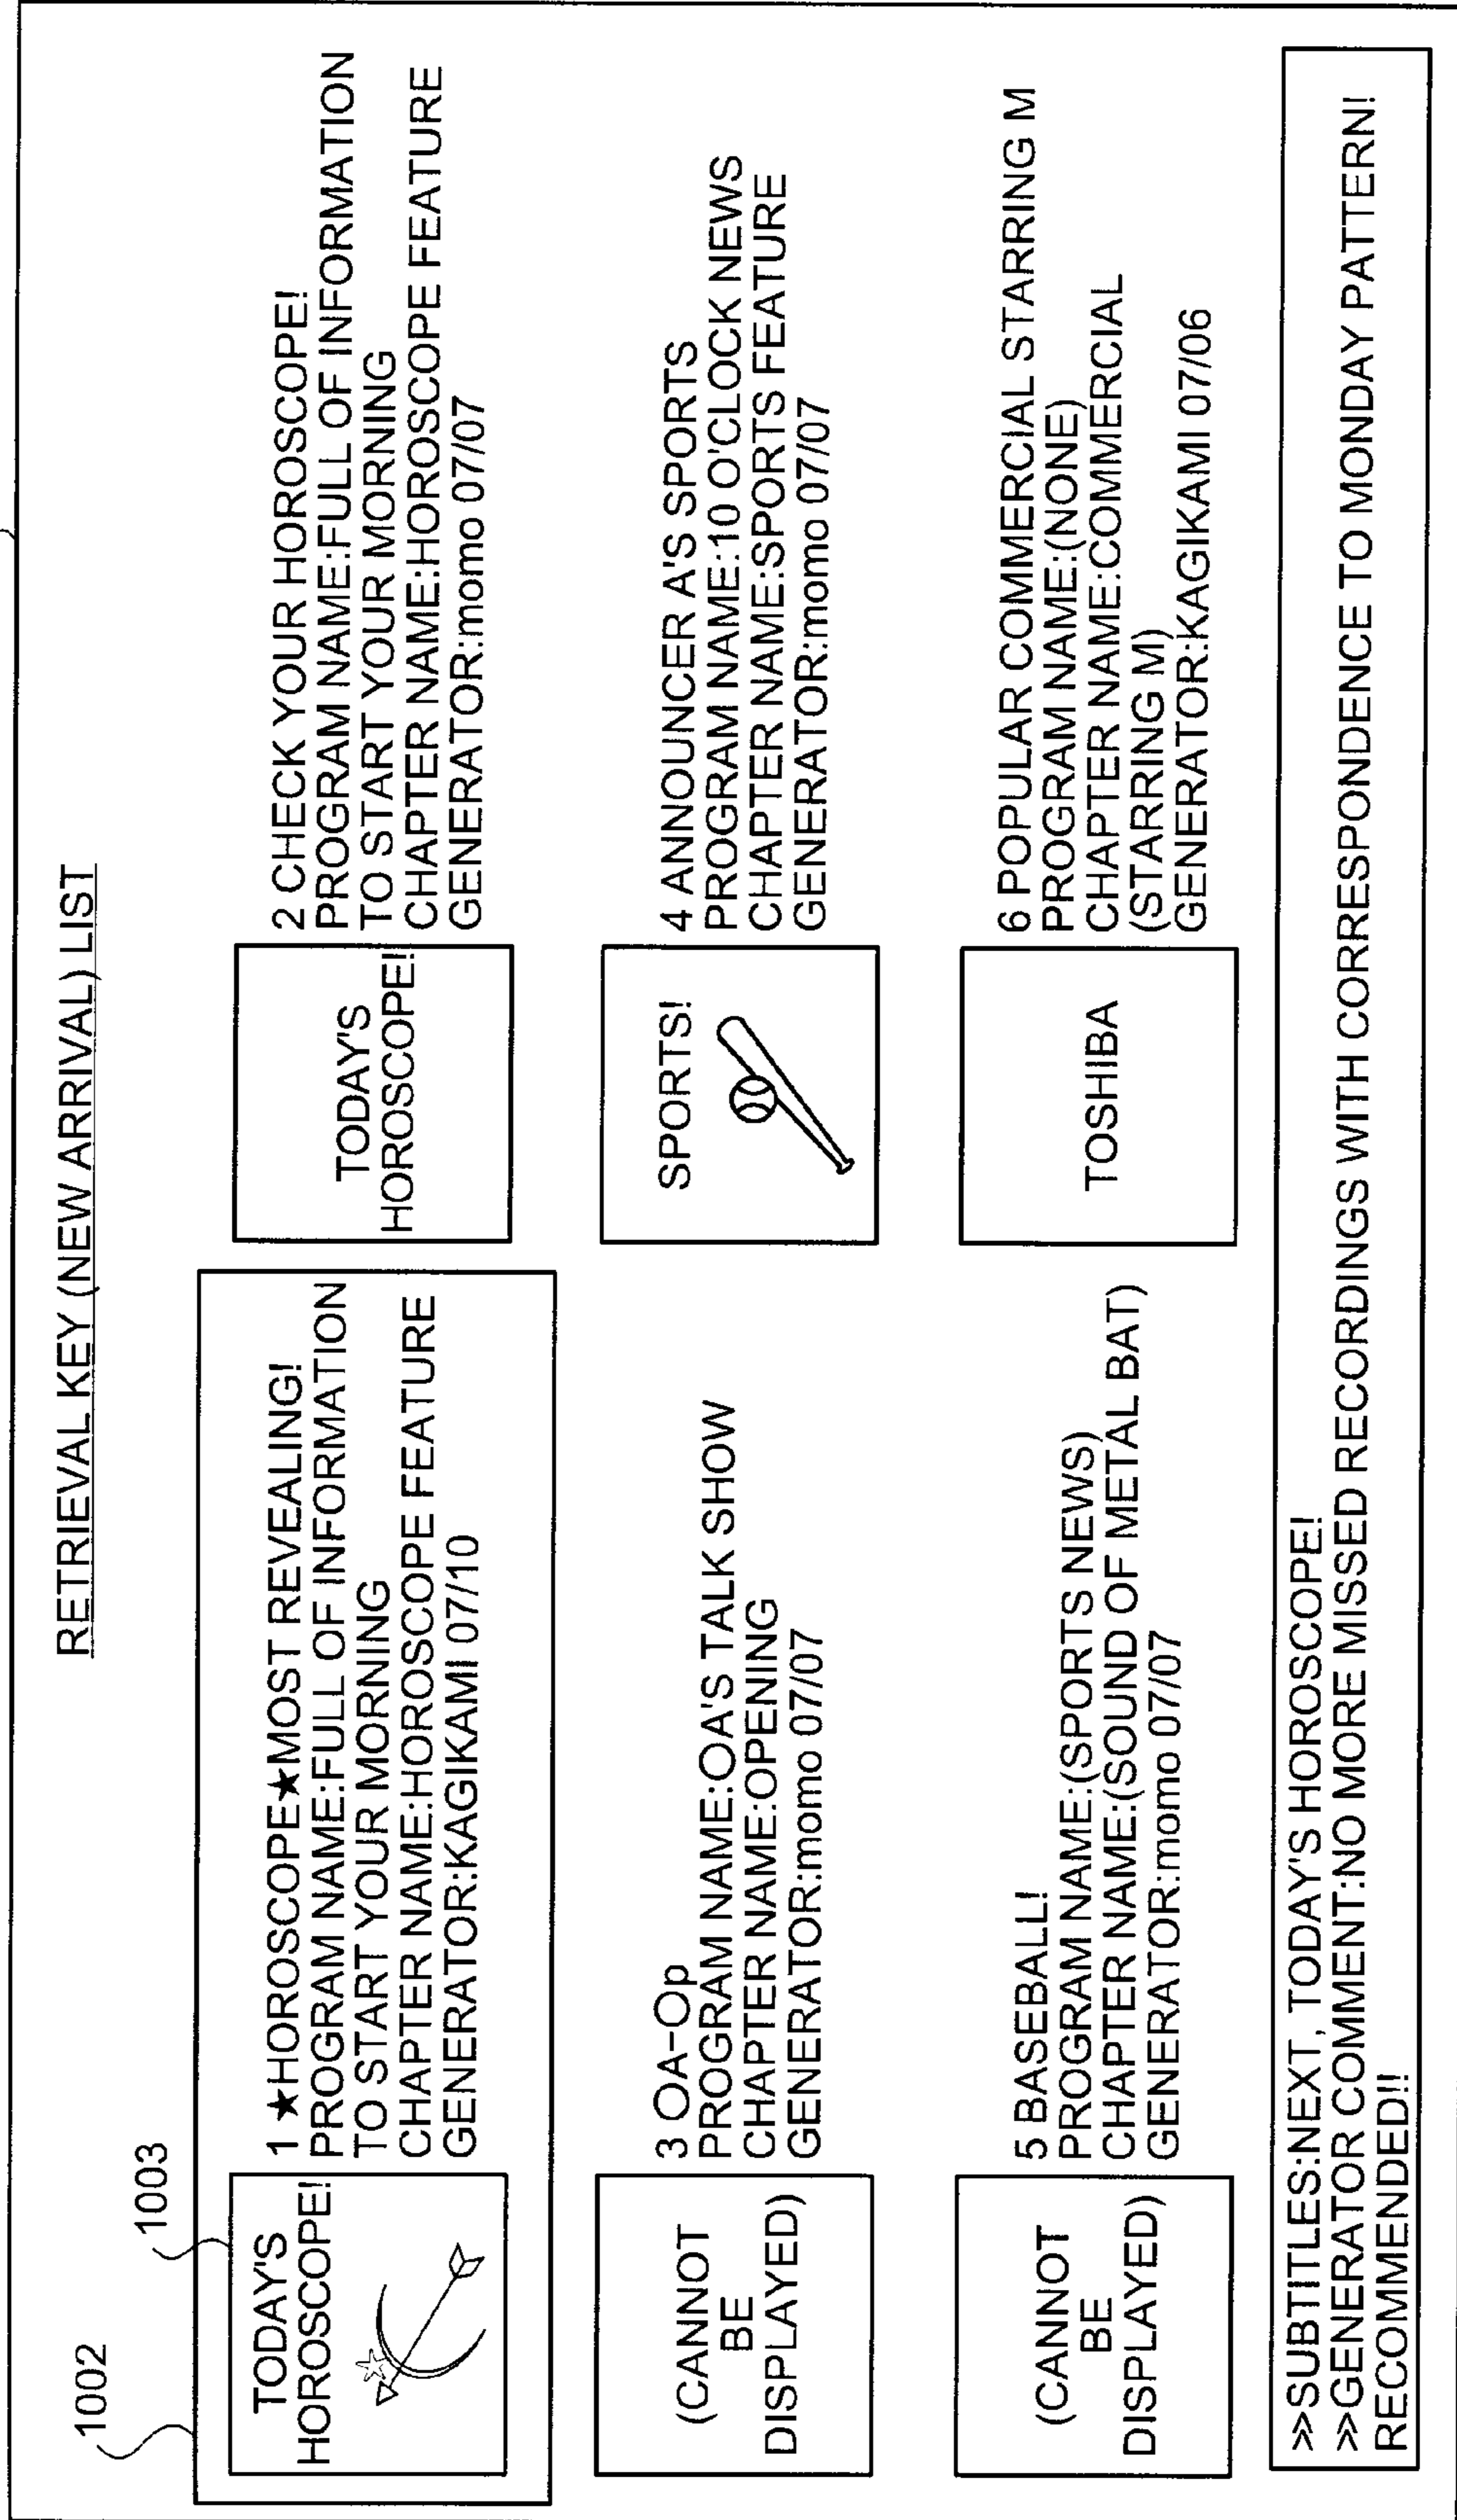 RETRIEVAL KEY (NEW ARRIVAL) LIST
1002
1003
TODAY'S
HOROSCOPE!
1 ★HOROSCOPE★MOST REVEALING!
PROGRAM NAME:FULL OF INFORMATION
TO START YOUR MORNING
CHAPTER NAME:HOROSCOPE FEATURE
GENERATOR:KAGIKAMI 07/10
TODAY'S
HOROSCOPE!
2 CHECK YOUR HOROSCOPE!
PROGRAM NAME:FULL OF INFORMATION
TO START YOUR MORNING
CHAPTER NAME:HOROSCOPE FEATURE
GENERATOR:momo 07/07
(CANNOT
BE
DISPLAYED)
3 OA-Op
PROGRAM NAME:OA'S TALK SHOW
CHAPTER NAME:OPENING
GENERATOR:momo 07/07
SPORTS!
4 ANNOUNCER A'S SPORTS
PROGRAM NAME:10 O'CLOCK NEWS
CHAPTER NAME:SPORTS FEATURE
GENERATOR:momo 07/07
(CANNOT
BE
DISPLAYED)
5 BASEBALL!
PROGRAM NAME:(SPORTS NEWS)
CHAPTER NAME:(SOUND OF METAL BAT)
GENERATOR:momo 07/07
TOSHIBA
6 POPULAR COMMERCIAL STARRING M
PROGRAM NAME:(NONE)
CHAPTER NAME:COMMERCIAL
(STARRING M)
GENERATOR:KAGIKAMI 07/06
>>SUBTITLES:NEXT, TODAY'S HOROSCOPE!
>>GENERATOR COMMENT:NO MORE MISSED RECORDINGS WITH CORRESPONDENCE TO MONDAY PATTERN!
RECOMMENDED!!